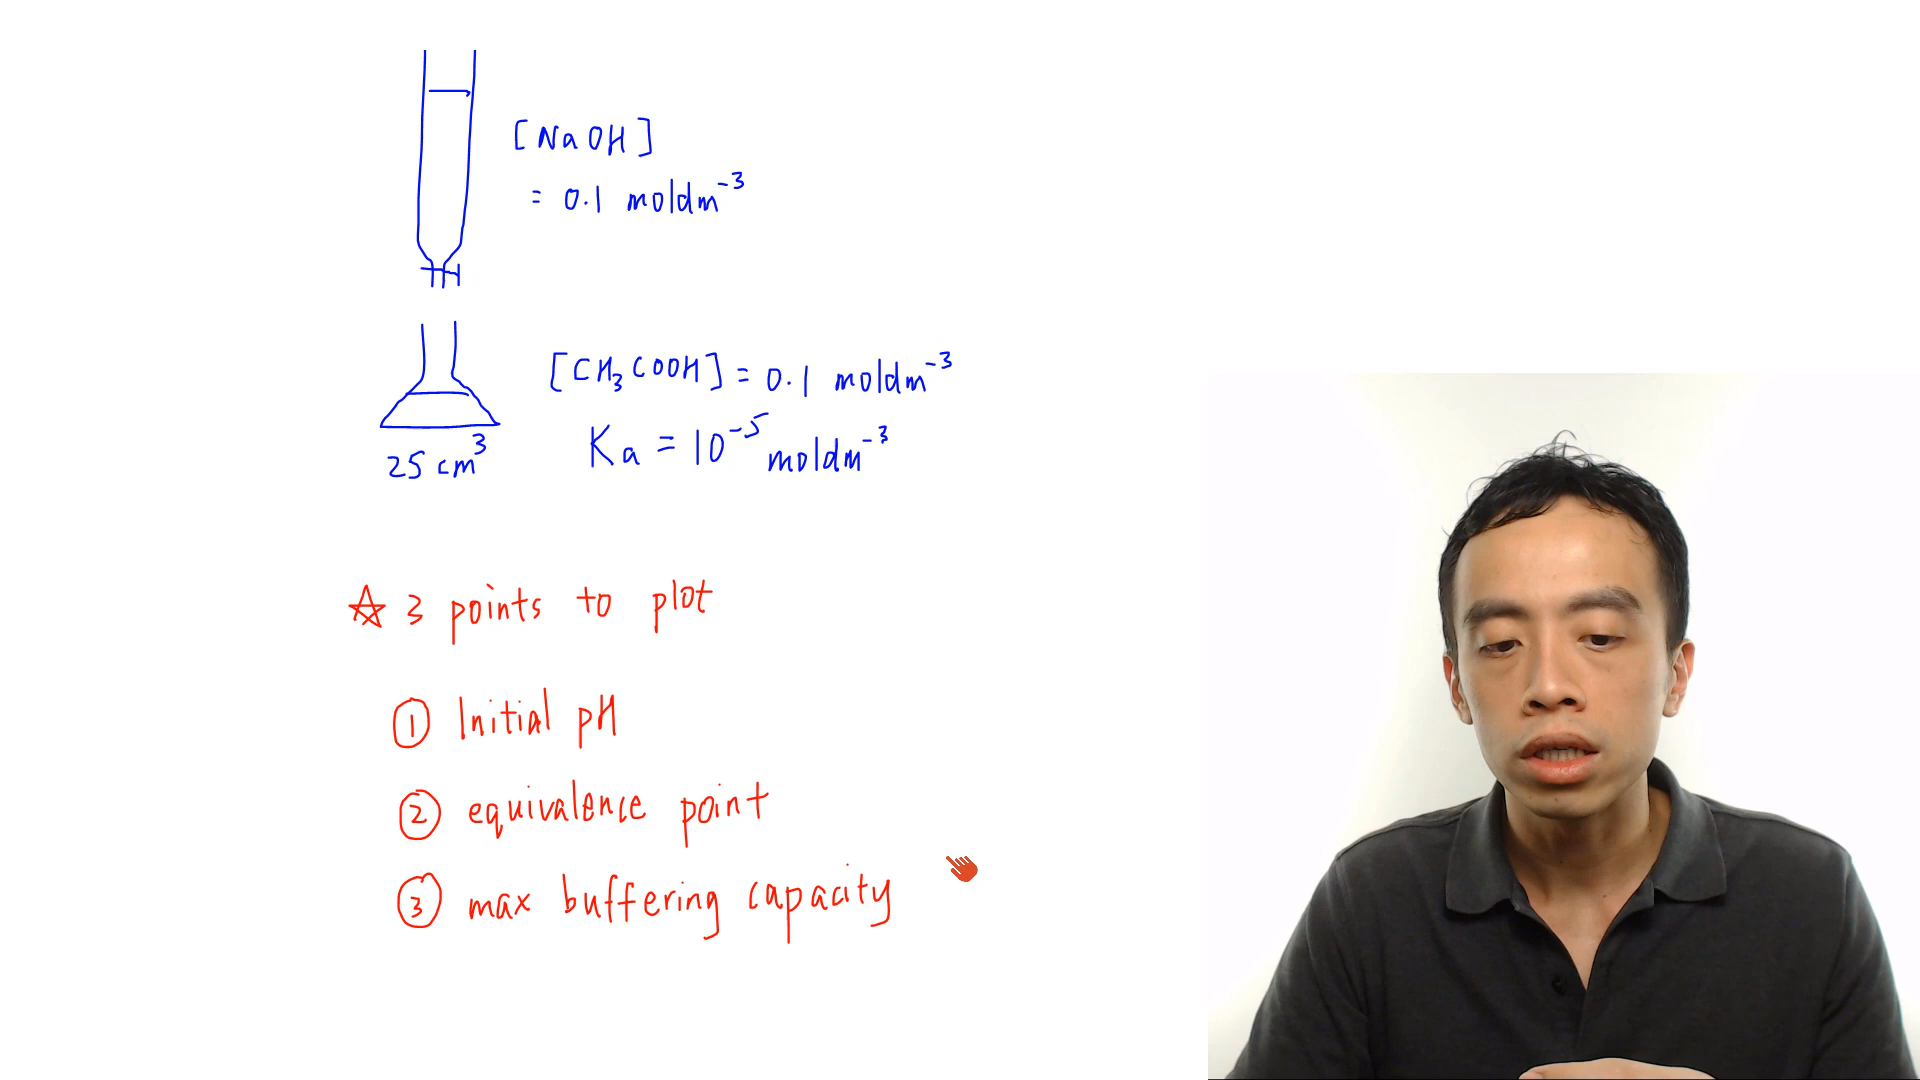 [NaOH]
= 0.1 moldm⁻³
[CH₃COOH] = 0.1 moldm⁻³
Ka = 10⁻⁵ moldm⁻³
25 cm³
☆ 3 points to plot
① Initial pH
② equivalence point
③ max buffering capacity